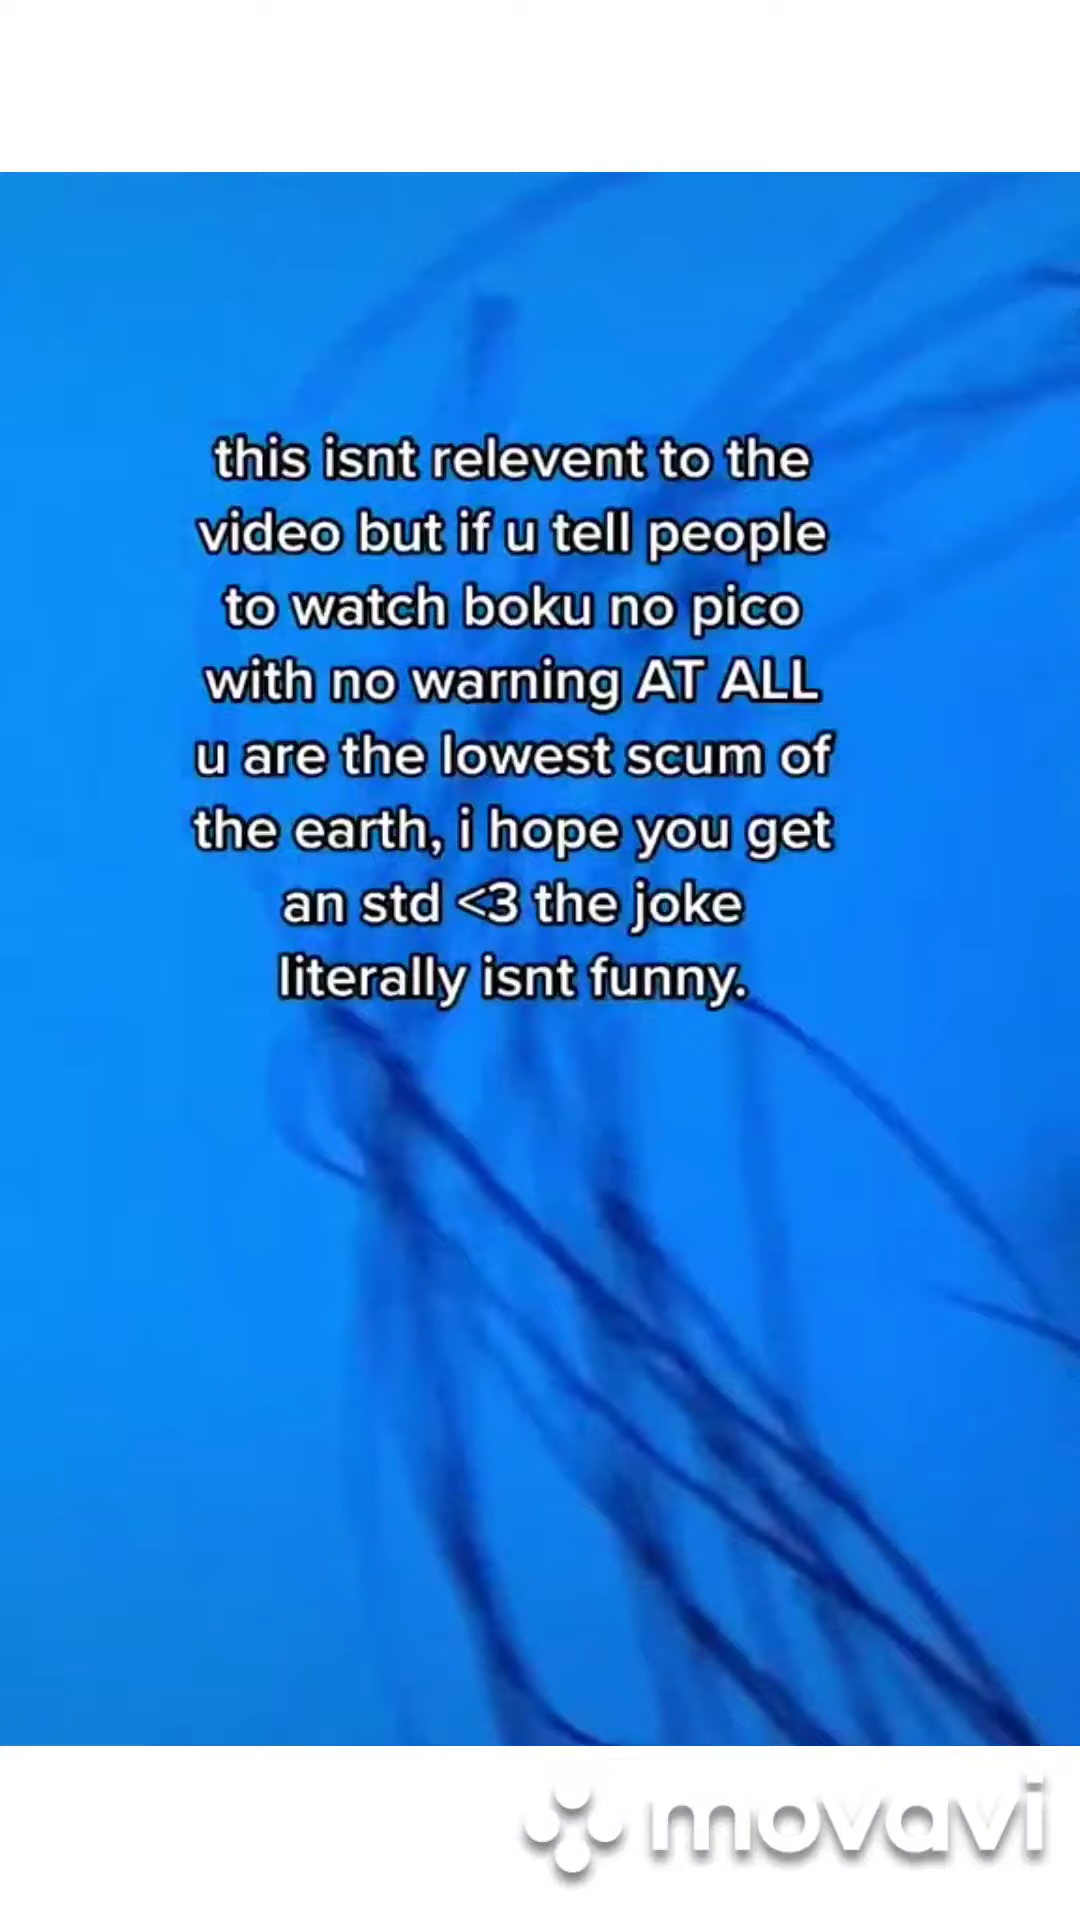 this isnt relevent to the
video but if u tell people
to watch boku no pico
with no warning AT ALL
u are the lowest scum of
the earth, i hope you get
an std <3 the joke
literally isnt funny.
movavi